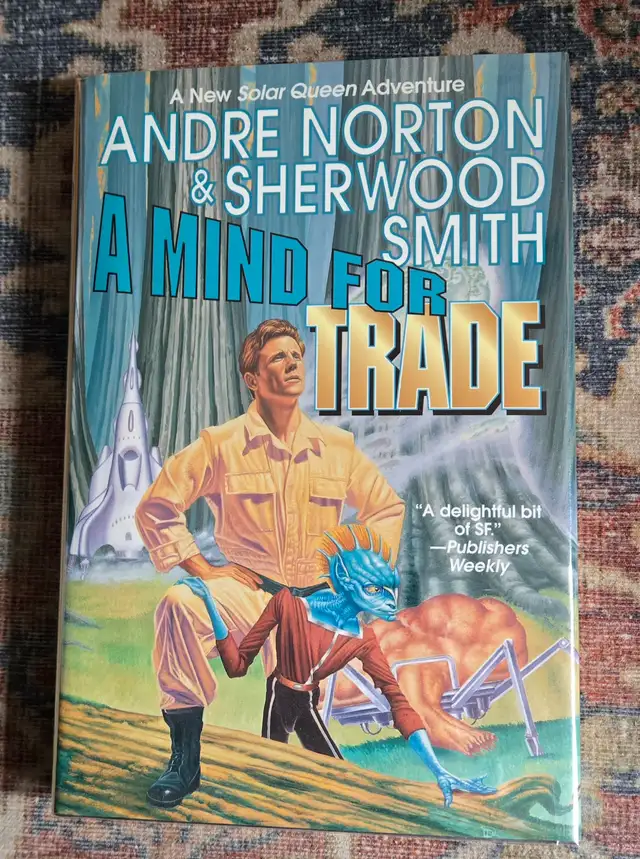 A New Solar Queen Adventure
ANDRE NORTON
& SHERWOOD
SMITH
A MIND FOR
TRADE
“A delightful bit
of SF.”
—Publishers
Weekly